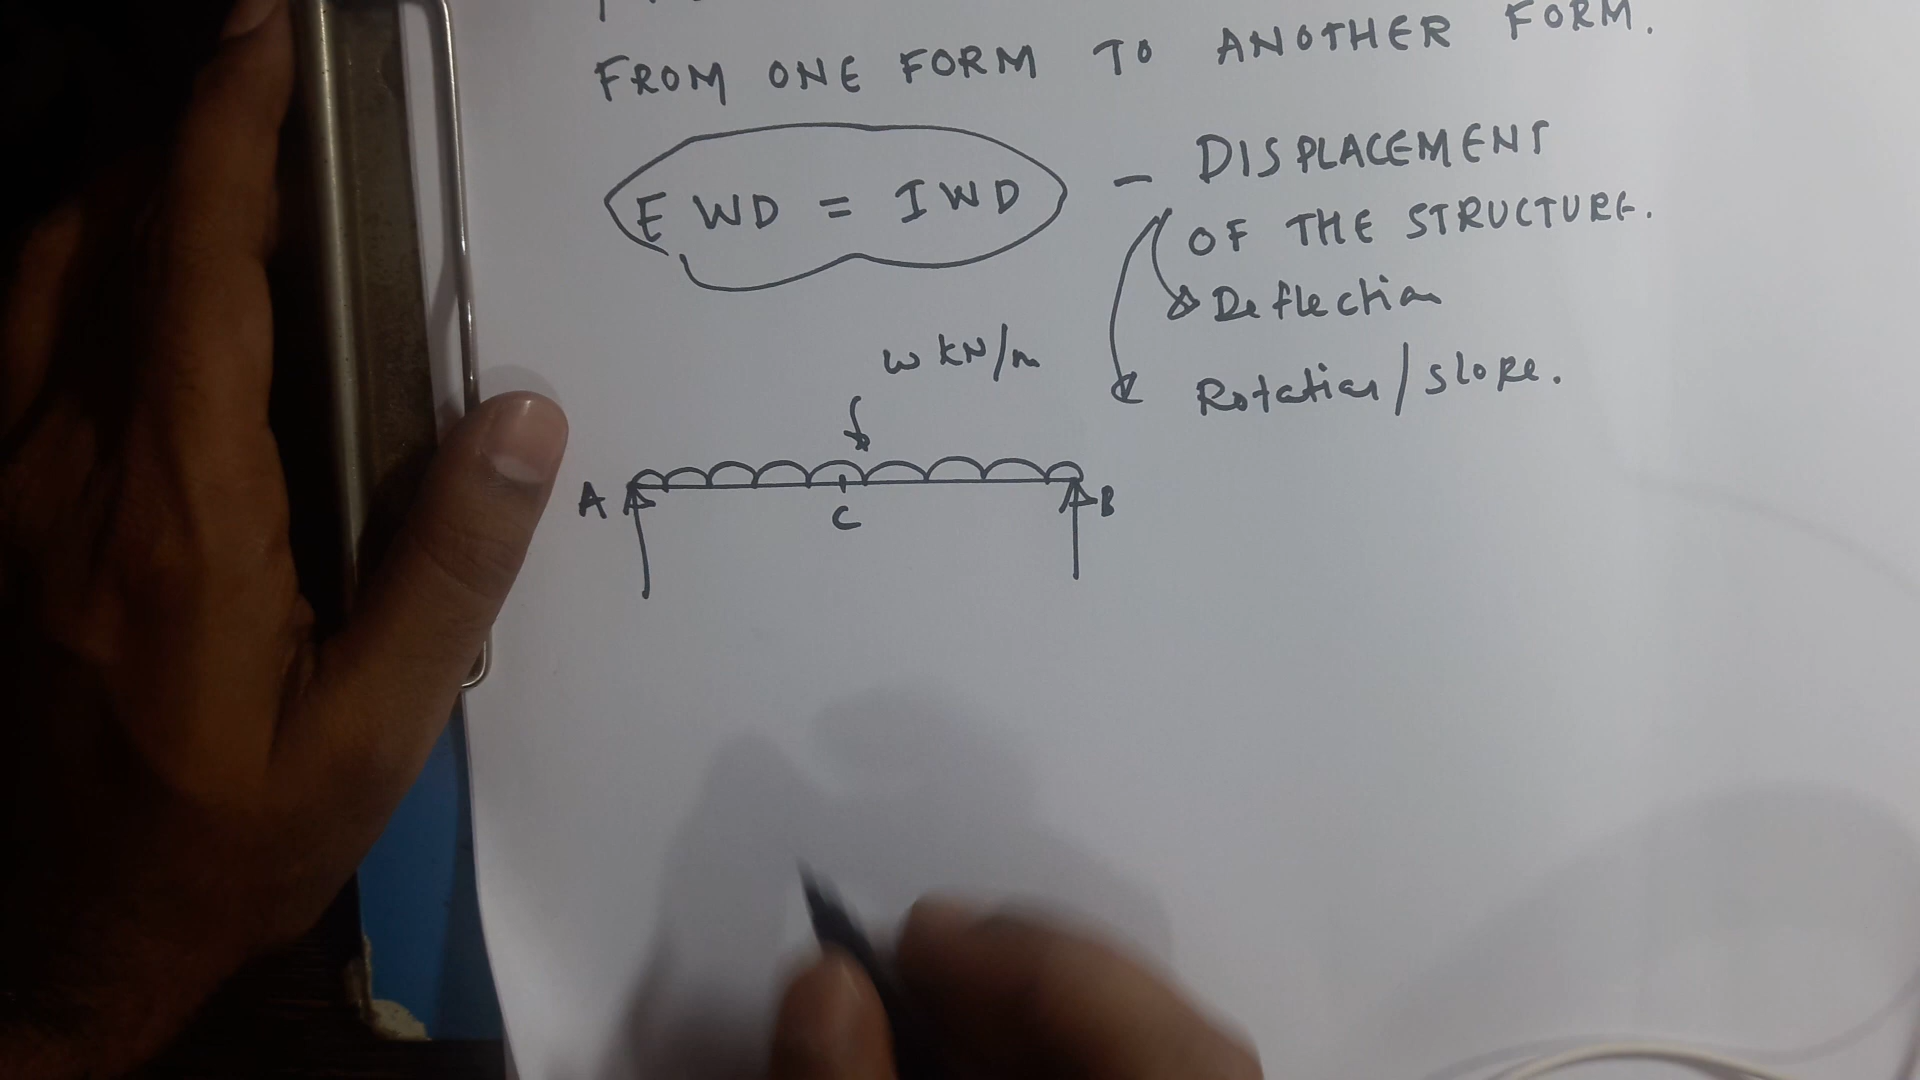 FROM ONE FORM TO ANOTHER FORM.
EWD = IWD - DISPLACEMENT
OF THE STRUCTURE.
Deflection
Rotation/slope.
w kN/m
A
C
B